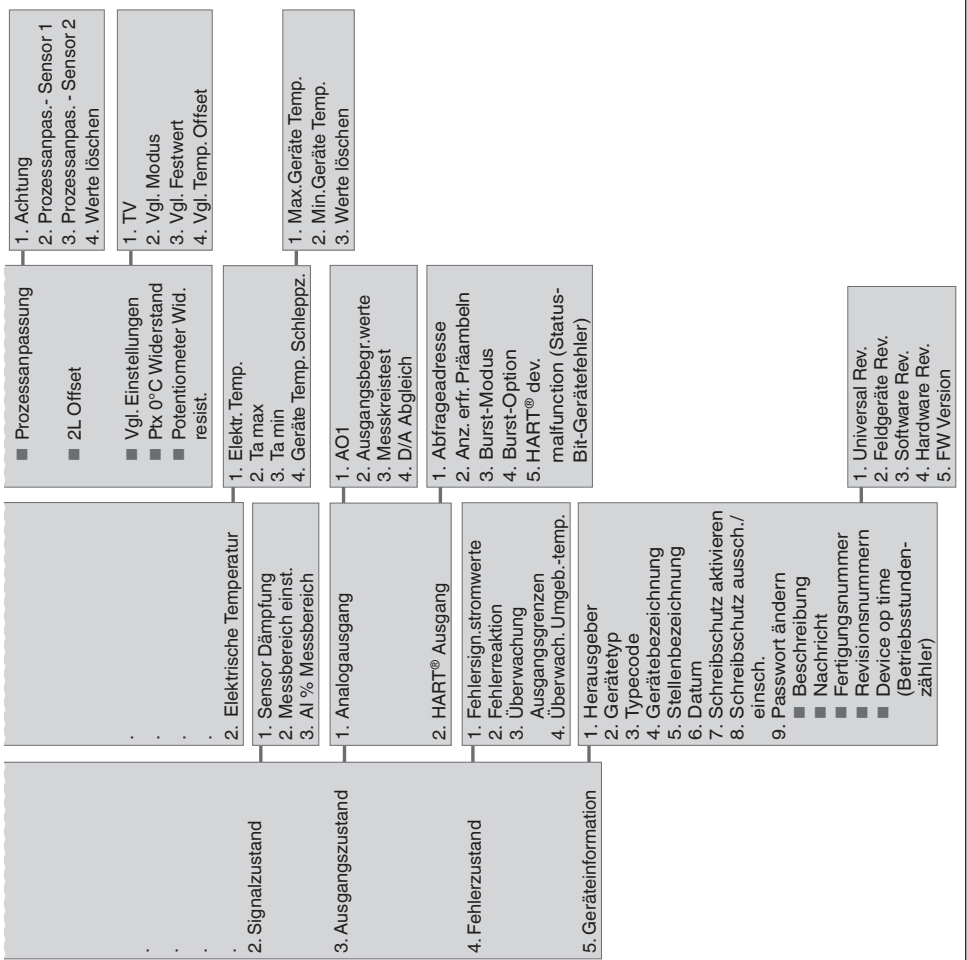 .
.
.
.
2. Signalzustand
3. Ausgangszustand
4. Fehlerzustand
5. Geräteinformation
.
.
.
.
2. Elektrische Temperatur
1. Sensor Dämpfung
2. Messbereich einst.
3. AI % Messbereich
1. Analogausgang
2. HART® Ausgang
1. Fehlersign.stromwerte
2. Fehlerreaktion
3. Überwachung
Ausgangsgrenzen
4. Überwach. Umgeb.-temp.
1. Herausgeber
2. Gerätetyp
3. Typecode
4. Gerätebezeichnung
5. Stellenbezeichnung
6. Datum
7. Schreibschutz aktivieren
8. Schreibschutz aussch./
einsch.
9. Passwort ändern
■ Beschreibung
■ Nachricht
■ Fertigungsnummer
■ Revisionsnummern
■ Device op time
(Betriebsstunden-
zähler)
■ Prozessanpassung
■ 2L Offset
■ Vgl. Einstellungen
■ Ptx 0°C Widerstand
■ Potentiometer Wid.
resist.
1. Elektr. Temp.
2. Ta max
3. Ta min
4. Geräte Temp. Schleppz.
1. AO1
2. Ausgangsbegr.werte
3. Messkreistest
4. D/A Abgleich
1. Abfrageadresse
2. Anz. erfr. Präambeln
3. Burst-Modus
4. Burst-Option
5. HART® dev.
malfunction (Status-
Bit-Gerätefehler)
1. Universal Rev.
2. Feldgeräte Rev.
3. Software Rev.
4. Hardware Rev.
5. FW Version
1. Achtung
2. Prozessanpas.- Sensor 1
3. Prozessanpas.- Sensor 2
4. Werte löschen
1. TV
2. Vgl. Modus
3. Vgl. Festwert
4. Vgl. Temp. Offset
1. Max.Geräte Temp.
2. Min.Geräte Temp.
3. Werte löschen